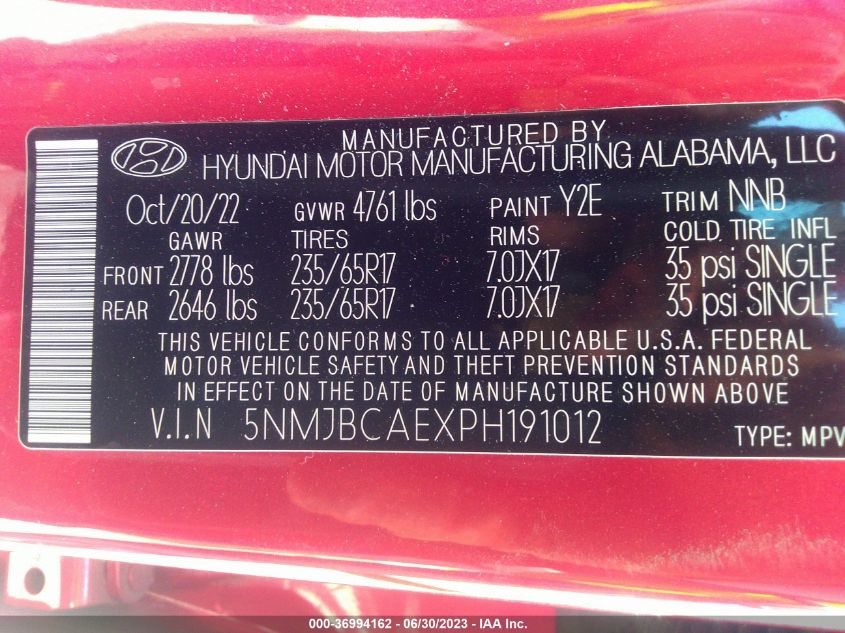 MANUFACTURED BY
HYUNDAI MOTOR MANUFACTURING ALABAMA, LLC
Oct/20/22 GVWR 4761 lbs PAINT Y2E TRIM NNB
GAWR TIRES RIMS COLD TIRE INFL
FRONT 2778 lbs 235/65R17 7.0JX17 35 psi SINGLE
REAR 2646 lbs 235/65R17 7.0JX17 35 psi SINGLE
THIS VEHICLE CONFORMS TO ALL APPLICABLE U.S.A. FEDERAL
MOTOR VEHICLE SAFETY AND THEFT PREVENTION STANDARDS
IN EFFECT ON THE DATE OF MANUFACTURE SHOWN ABOVE
V.I.N 5NMJBCAEXPH191012 TYPE: MPV
000-36994162 - 06/30/2023 - IAA Inc.